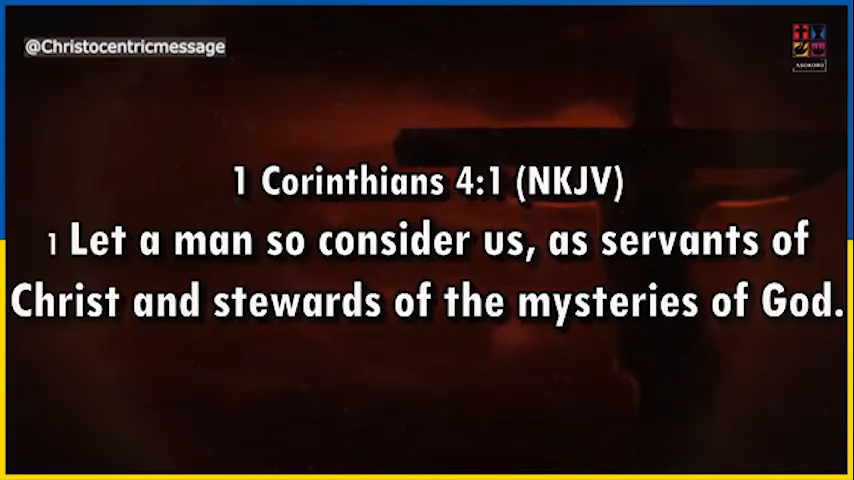 @Christocentricmessage
ASOKORO
1 Corinthians 4:1 (NKJV)
1 Let a man so consider us, as servants of
Christ and stewards of the mysteries of God.